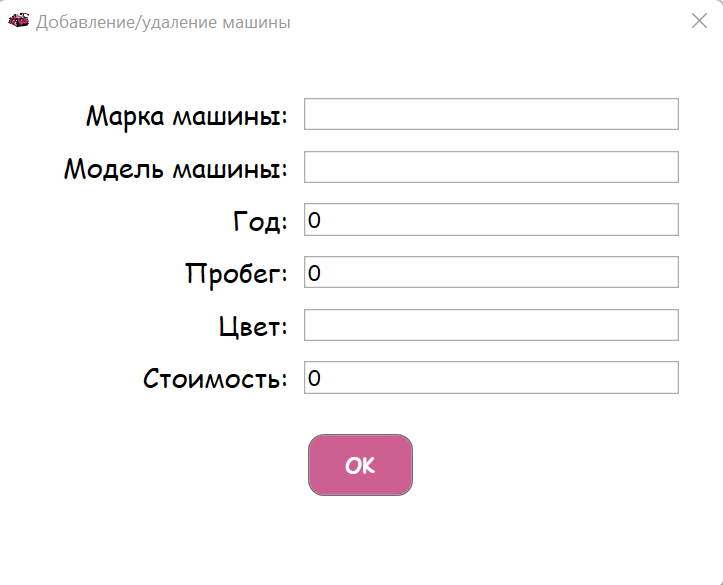 Добавление/удаление машины
Марка машины:
Модель машины:
Год: 0
Пробег: 0
Цвет:
Стоимость: 0
OK